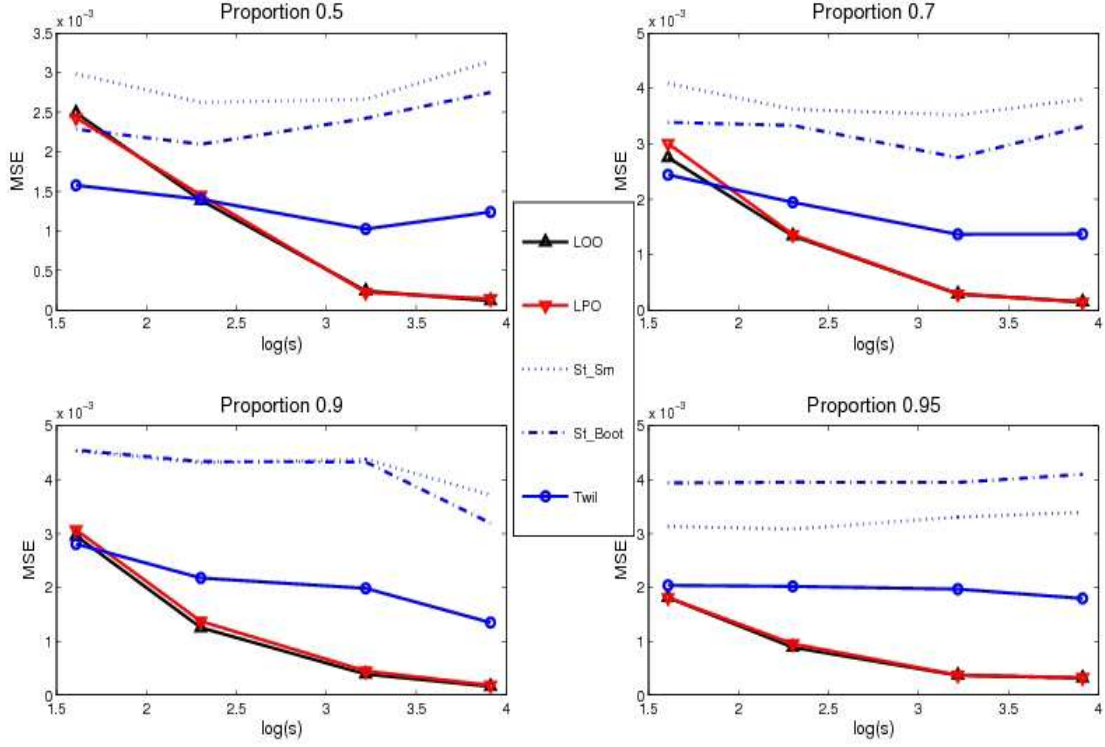 Proportion 0.5
x 10⁻³
3.5
3
2.5
2
1.5
1
0.5
0
MSE
1.5
2
2.5
3
3.5
4
log(s)
Proportion 0.7
x 10⁻³
5
4
3
2
1
0
MSE
1.5
2
2.5
3
3.5
4
log(s)
LOO
LPO
St_Sm
St_Boot
Twil
Proportion 0.9
x 10⁻³
5
4
3
2
1
0
MSE
1.5
2
2.5
3
3.5
4
log(s)
Proportion 0.95
x 10⁻³
5
4
3
2
1
0
MSE
1.5
2
2.5
3
3.5
4
log(s)